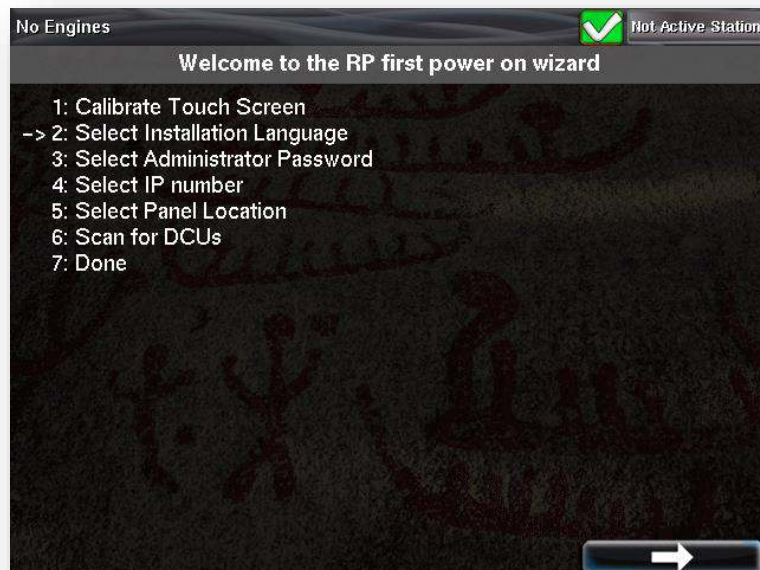 No Engines
Not Active Station
Welcome to the RP first power on wizard
1: Calibrate Touch Screen
-> 2: Select Installation Language
3: Select Administrator Password
4: Select IP number
5: Select Panel Location
6: Scan for DCUs
7: Done